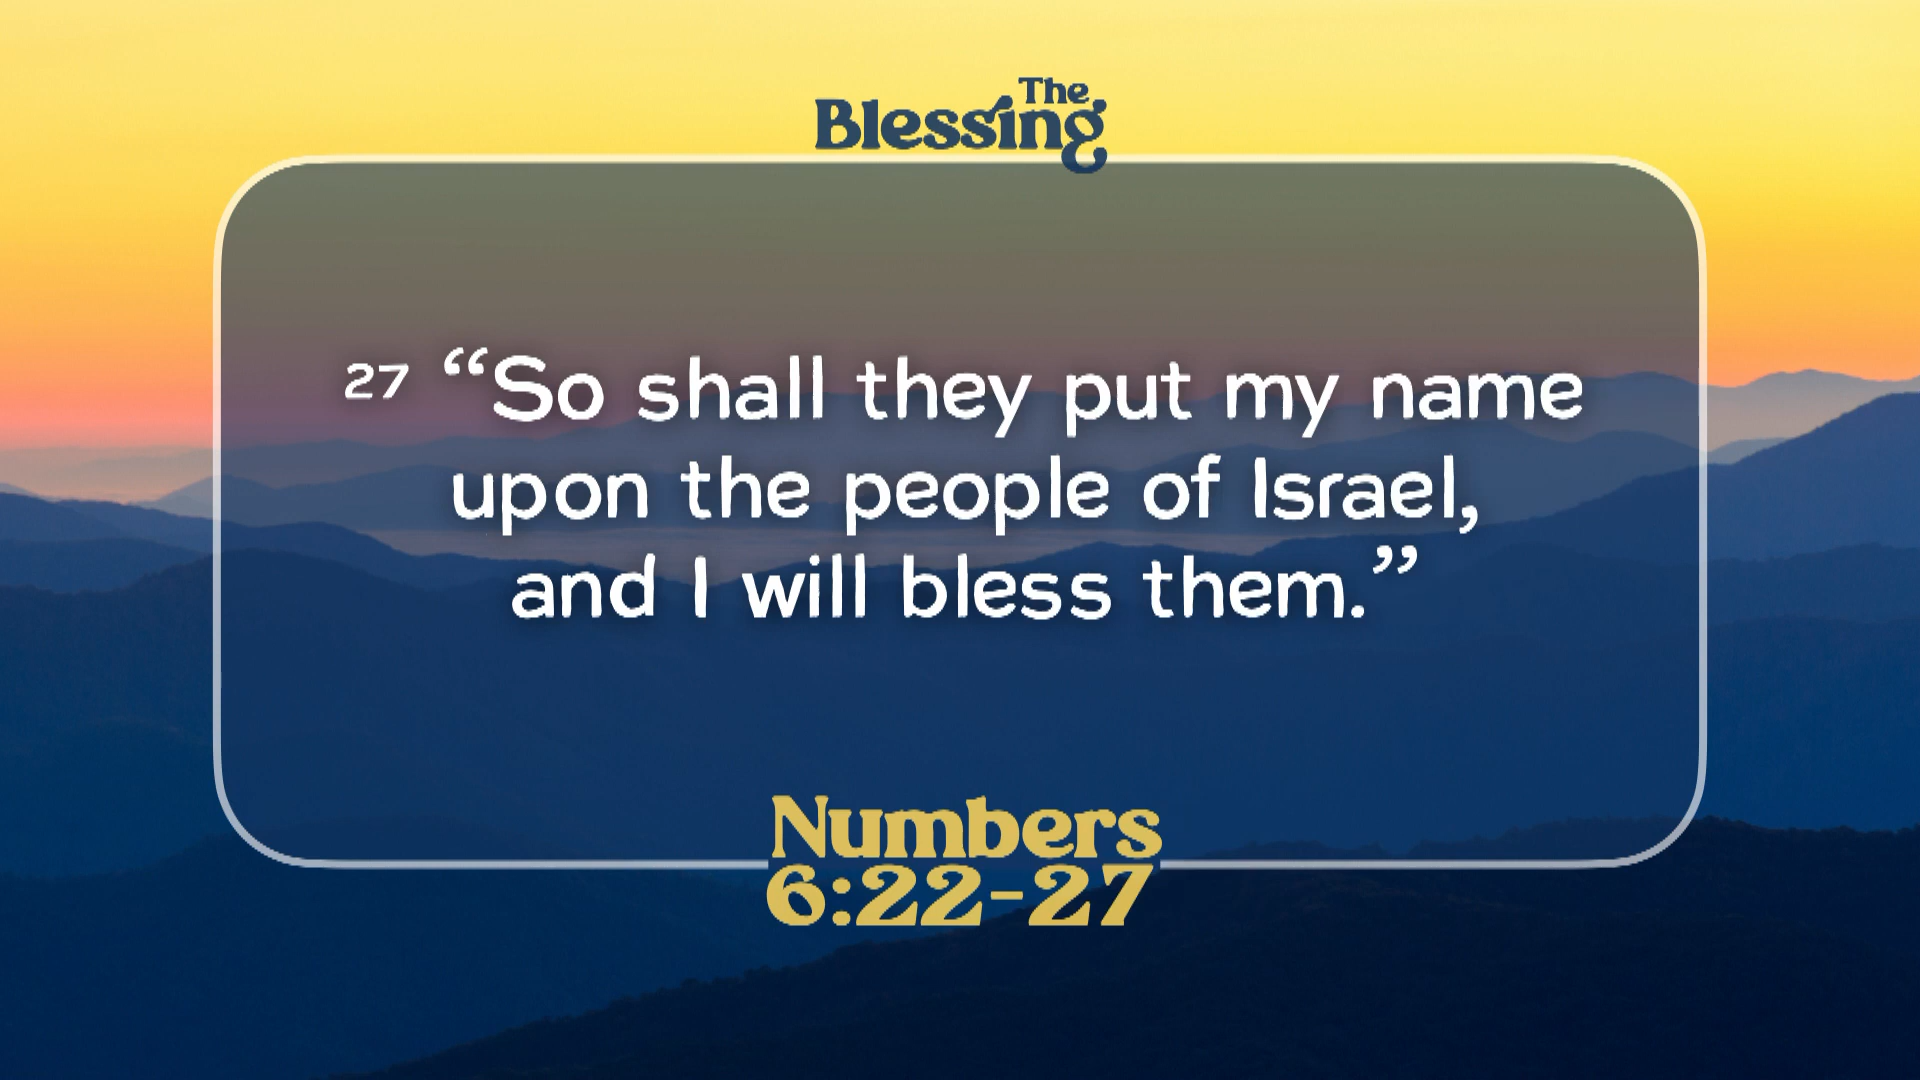 The
Blessing
27 “So shall they put my name
upon the people of Israel,
and I will bless them.”
Numbers
6:22-27